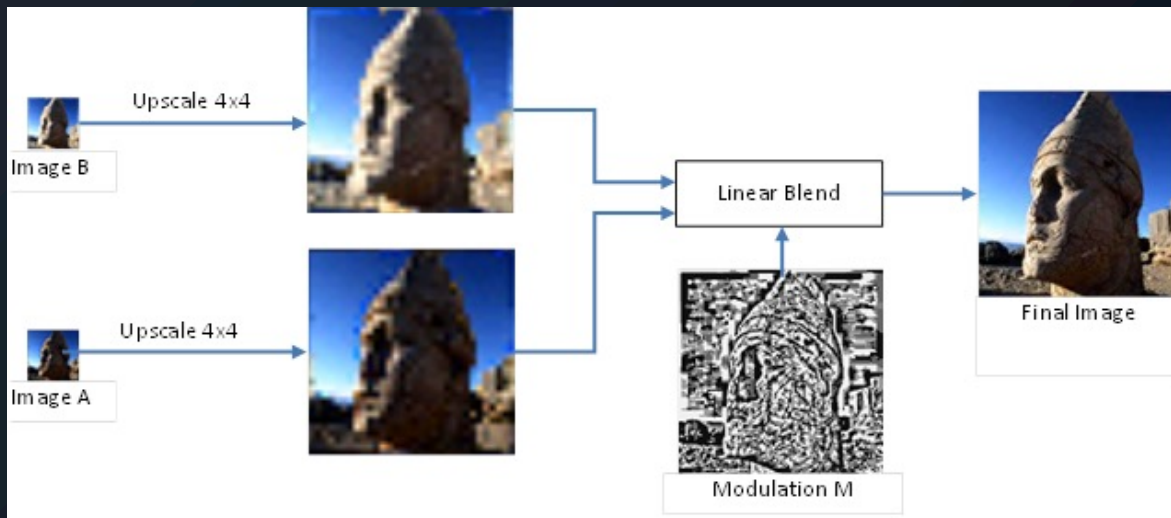 Upscale 4x4
Image B
Linear Blend
Upscale 4x4
Image A
Modulation M
Final Image